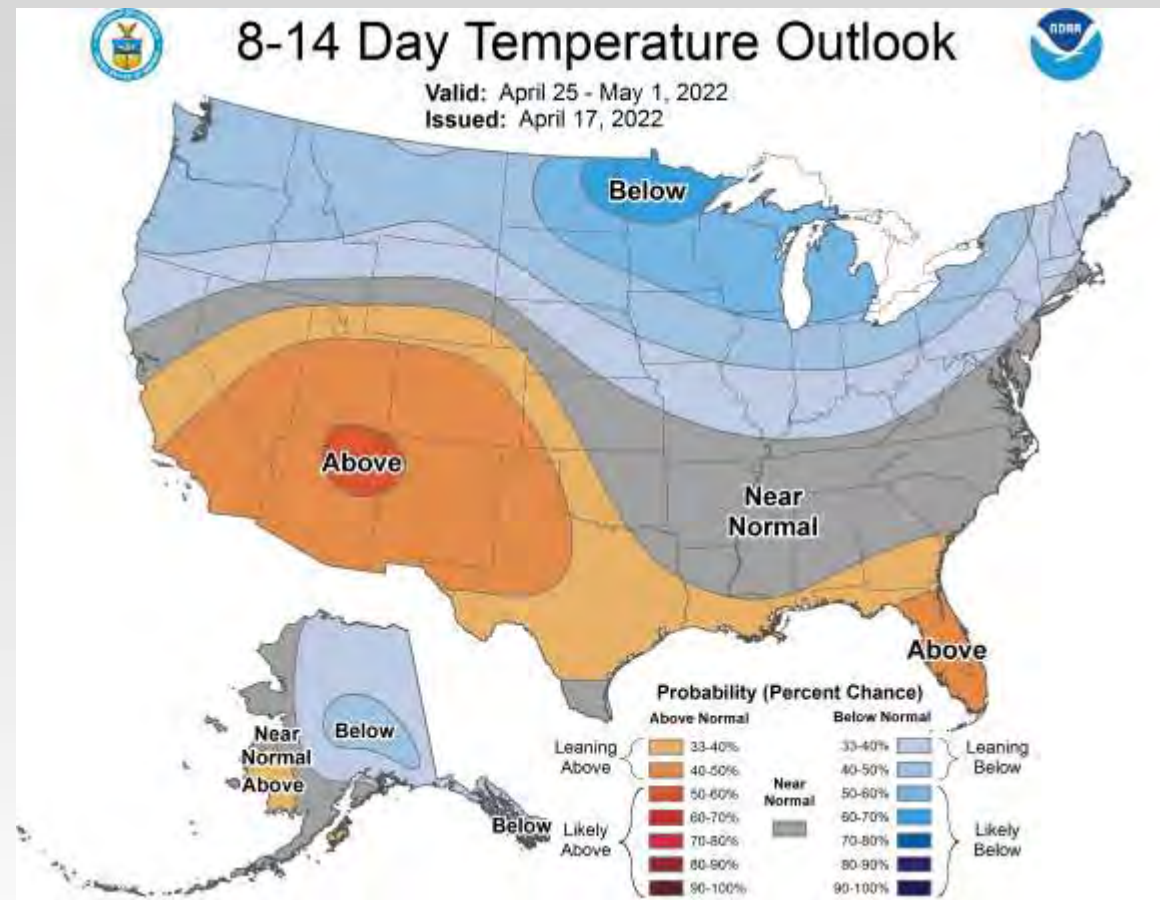 8-14 Day Temperature Outlook
NOAA
Valid: April 25 - May 1, 2022
Issued: April 17, 2022
Below
Above
Near
Normal
Above
Below
Near
Normal
Above
Below
Probability (Percent Chance)
Above Normal
Below Normal
Leaning
Above
33-40%
40-50%
Likely
Above
50-60%
60-70%
70-80%
80-90%
90-100%
Near
Normal
33-40%
40-50%
Leaning
Below
50-60%
60-70%
70-80%
80-90%
90-100%
Likely
Below